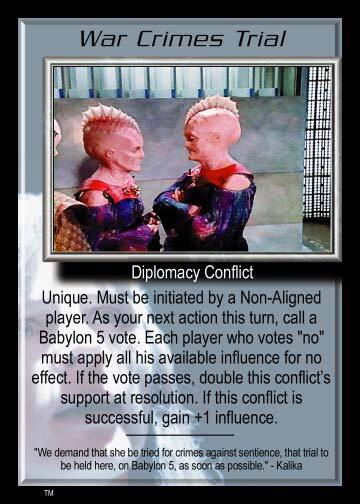 War Crimes Trial
Diplomacy Conflict
Unique. Must be initiated by a Non-Aligned
player. As your next action this turn, call a
Babylon 5 vote. Each player who votes "no"
must apply all his available influence for no
effect. If the vote passes, double this conflict's
support at resolution. If this conflict is
successful, gain +1 influence.
"We demand that she be tried for crimes against sentience, that trial to
be held here, on Babylon 5, as soon as possible." - Kalika
TM